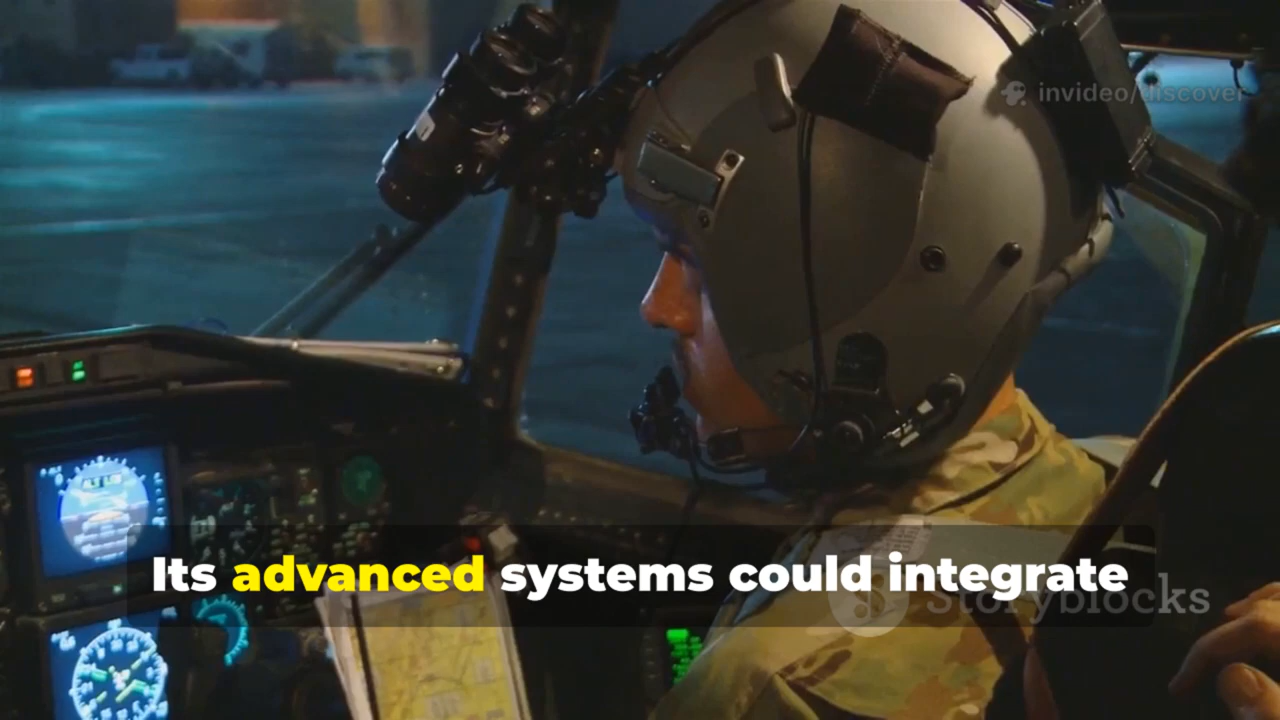 invideo/discover
Its advanced systems could integrate
Storyblocks